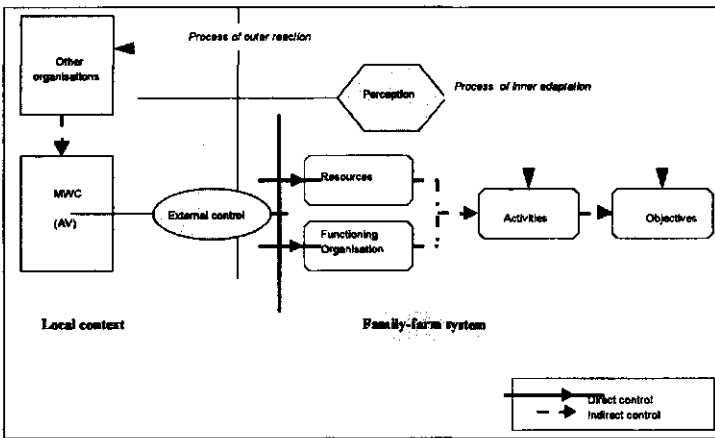 Process of outer reaction
Other
organisations
Perception
Process of inner adaptation
MWC
(AV)
External control
Resources
Functioning
Organisation
Activities
Objectives
Local context
Family-farm system
Direct control
Indirect control